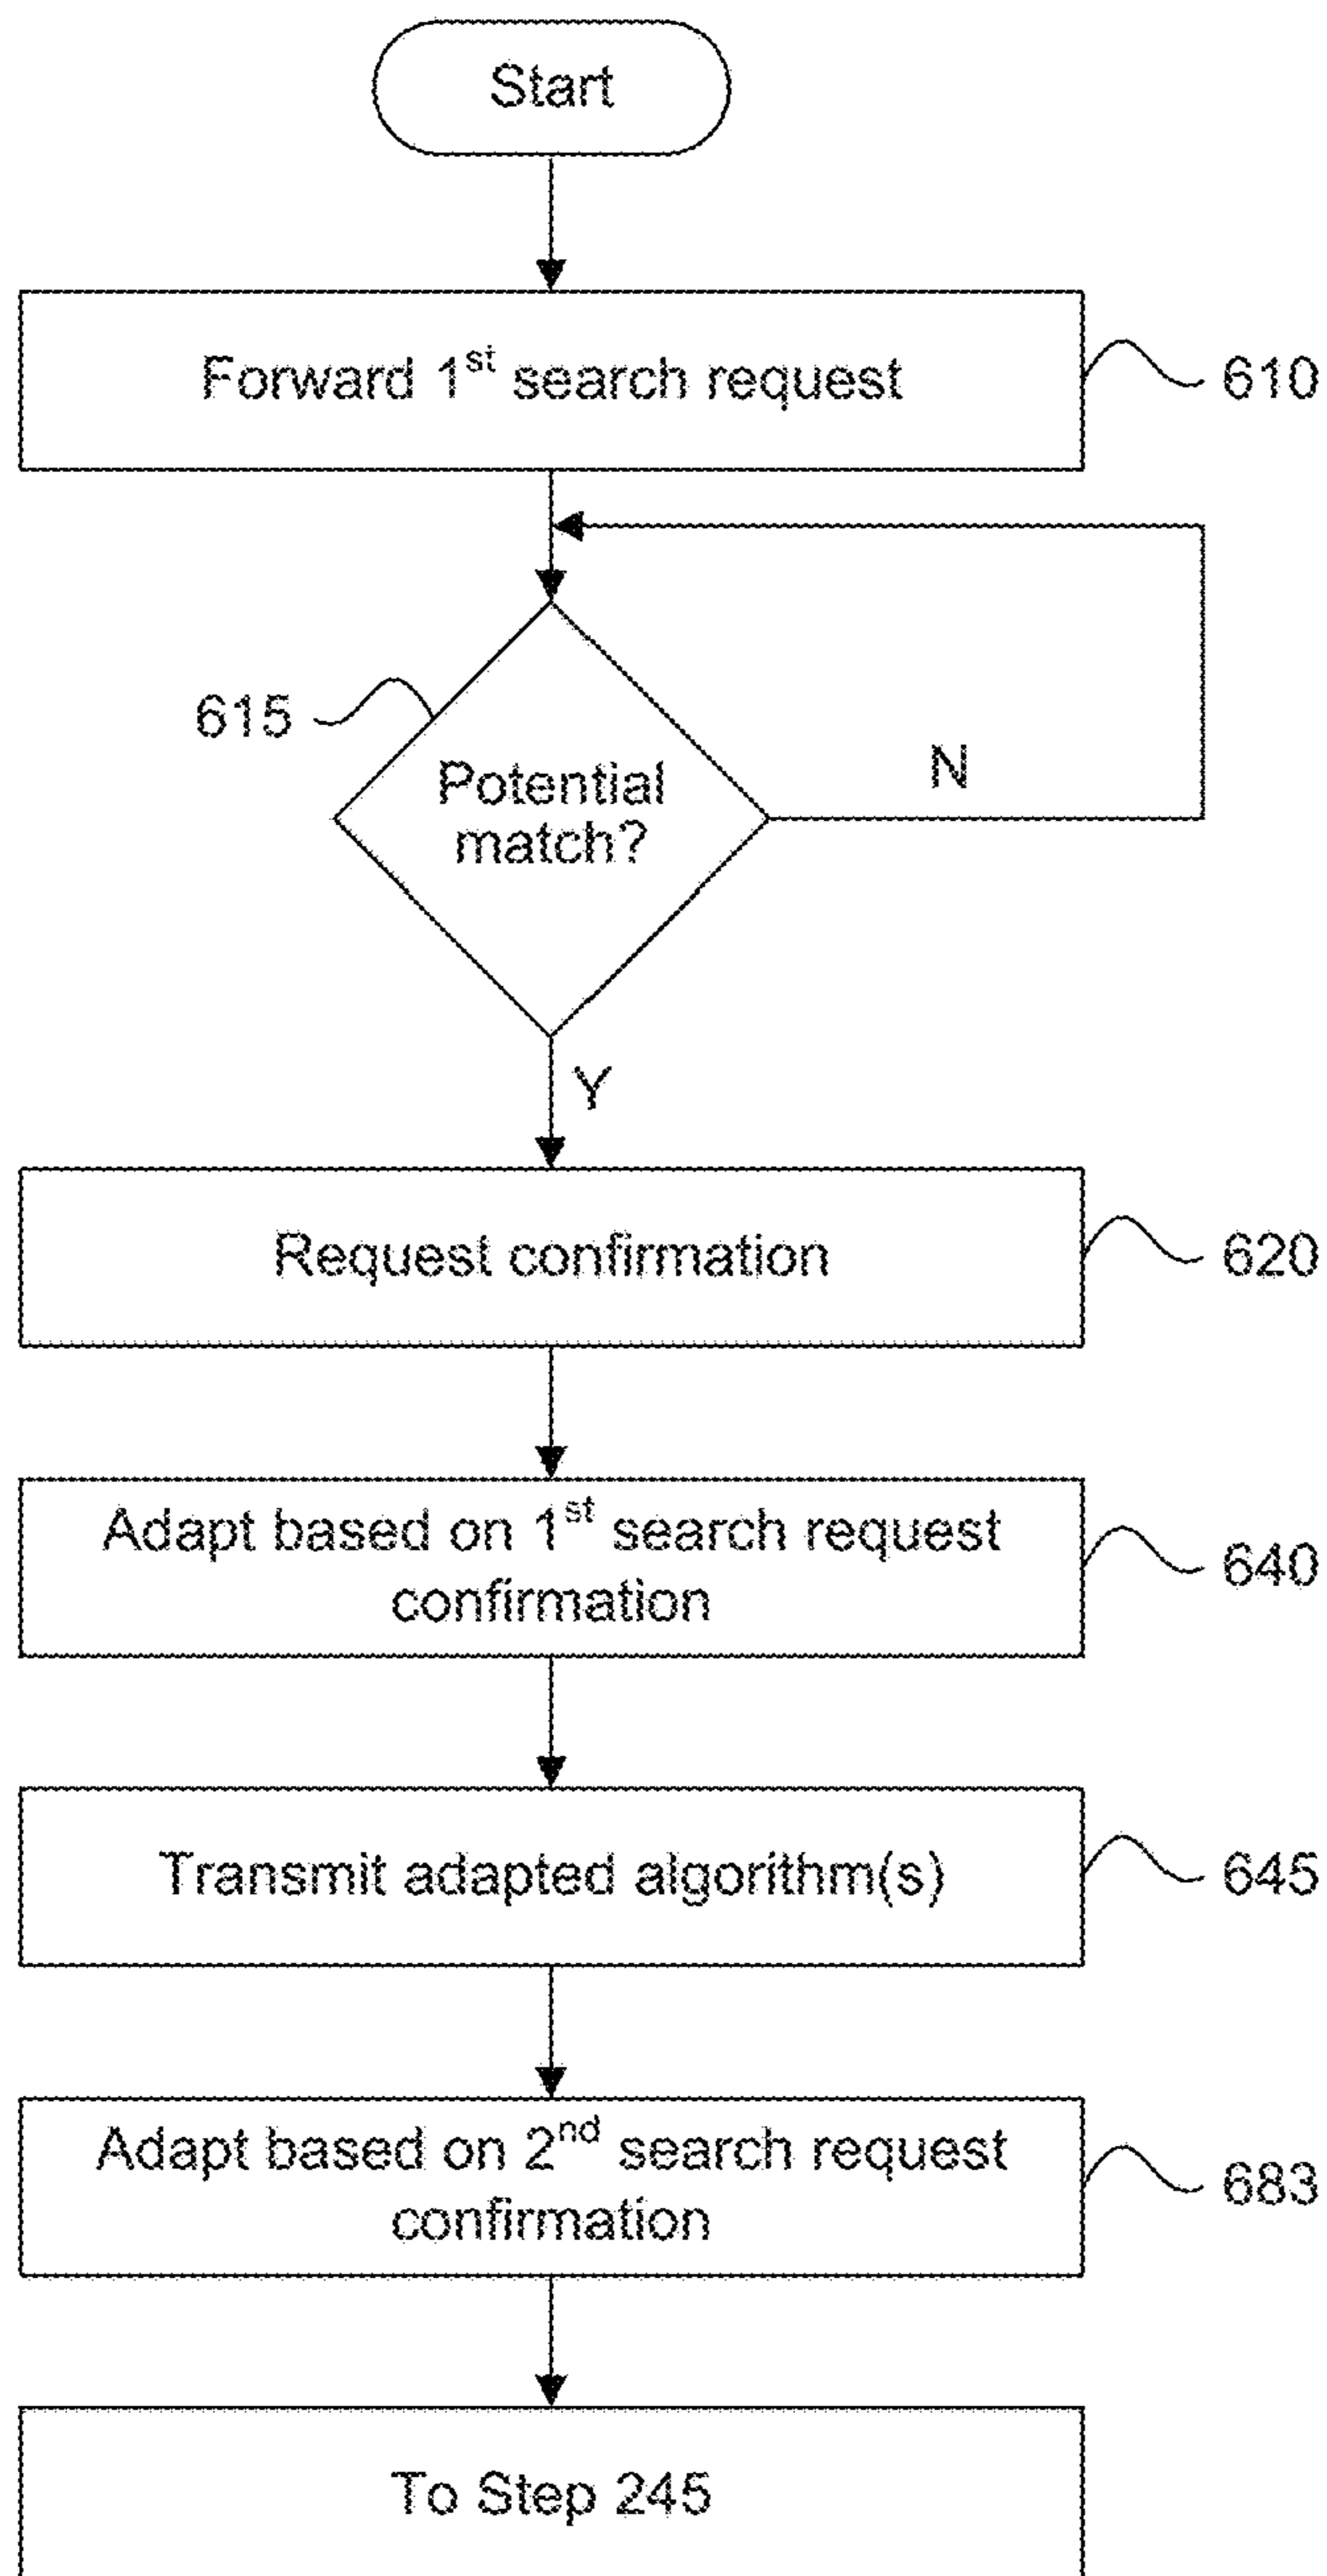 Start
Forward 1st search request
610
615
Potential
match?
N
Y
Request confirmation
620
Adapt based on 1st search request
confirmation
640
Transmit adapted algorithm(s)
645
Adapt based on 2nd search request
confirmation
683
To Step 245